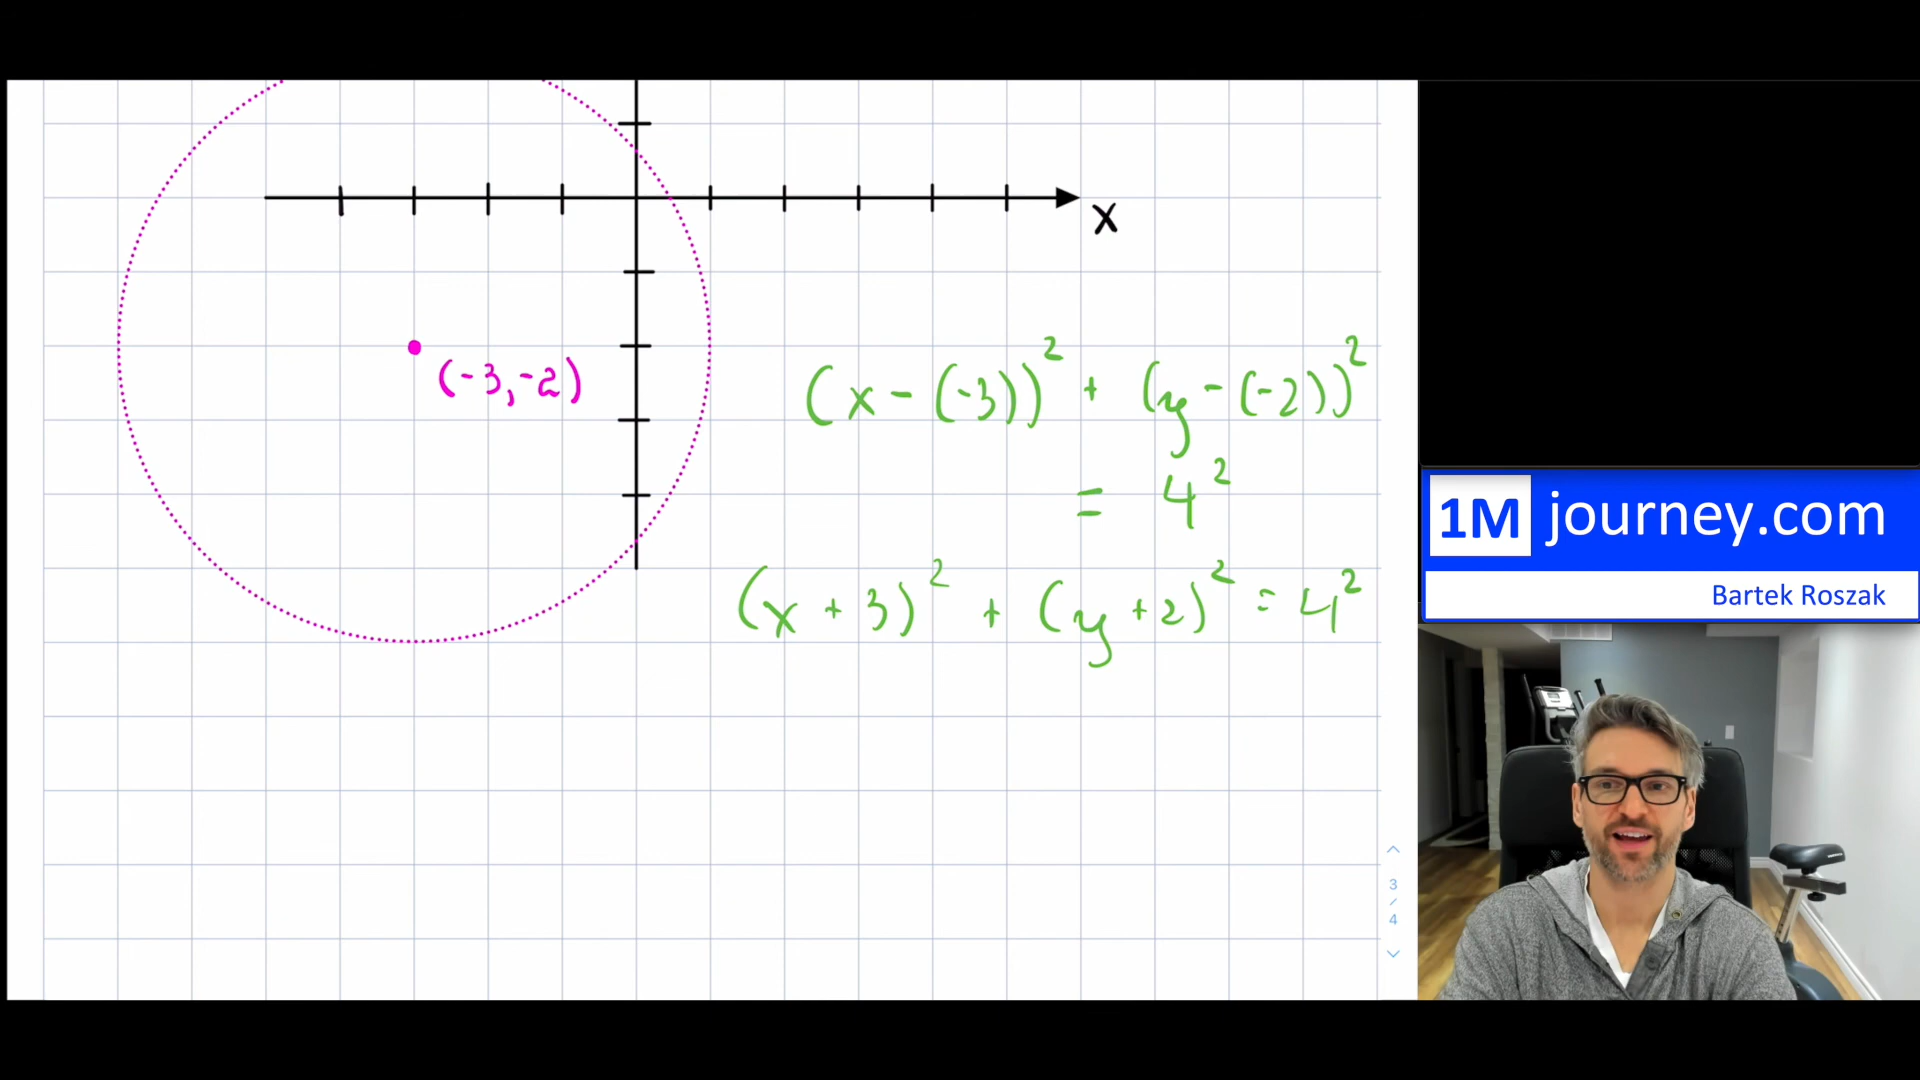 X
(-3,-2)
(x - (-3))² + (y - (-2))²
= 4²
(x + 3)² + (y + 2)² = 4²
1M journey.com
Bartek Roszak
3
/
4